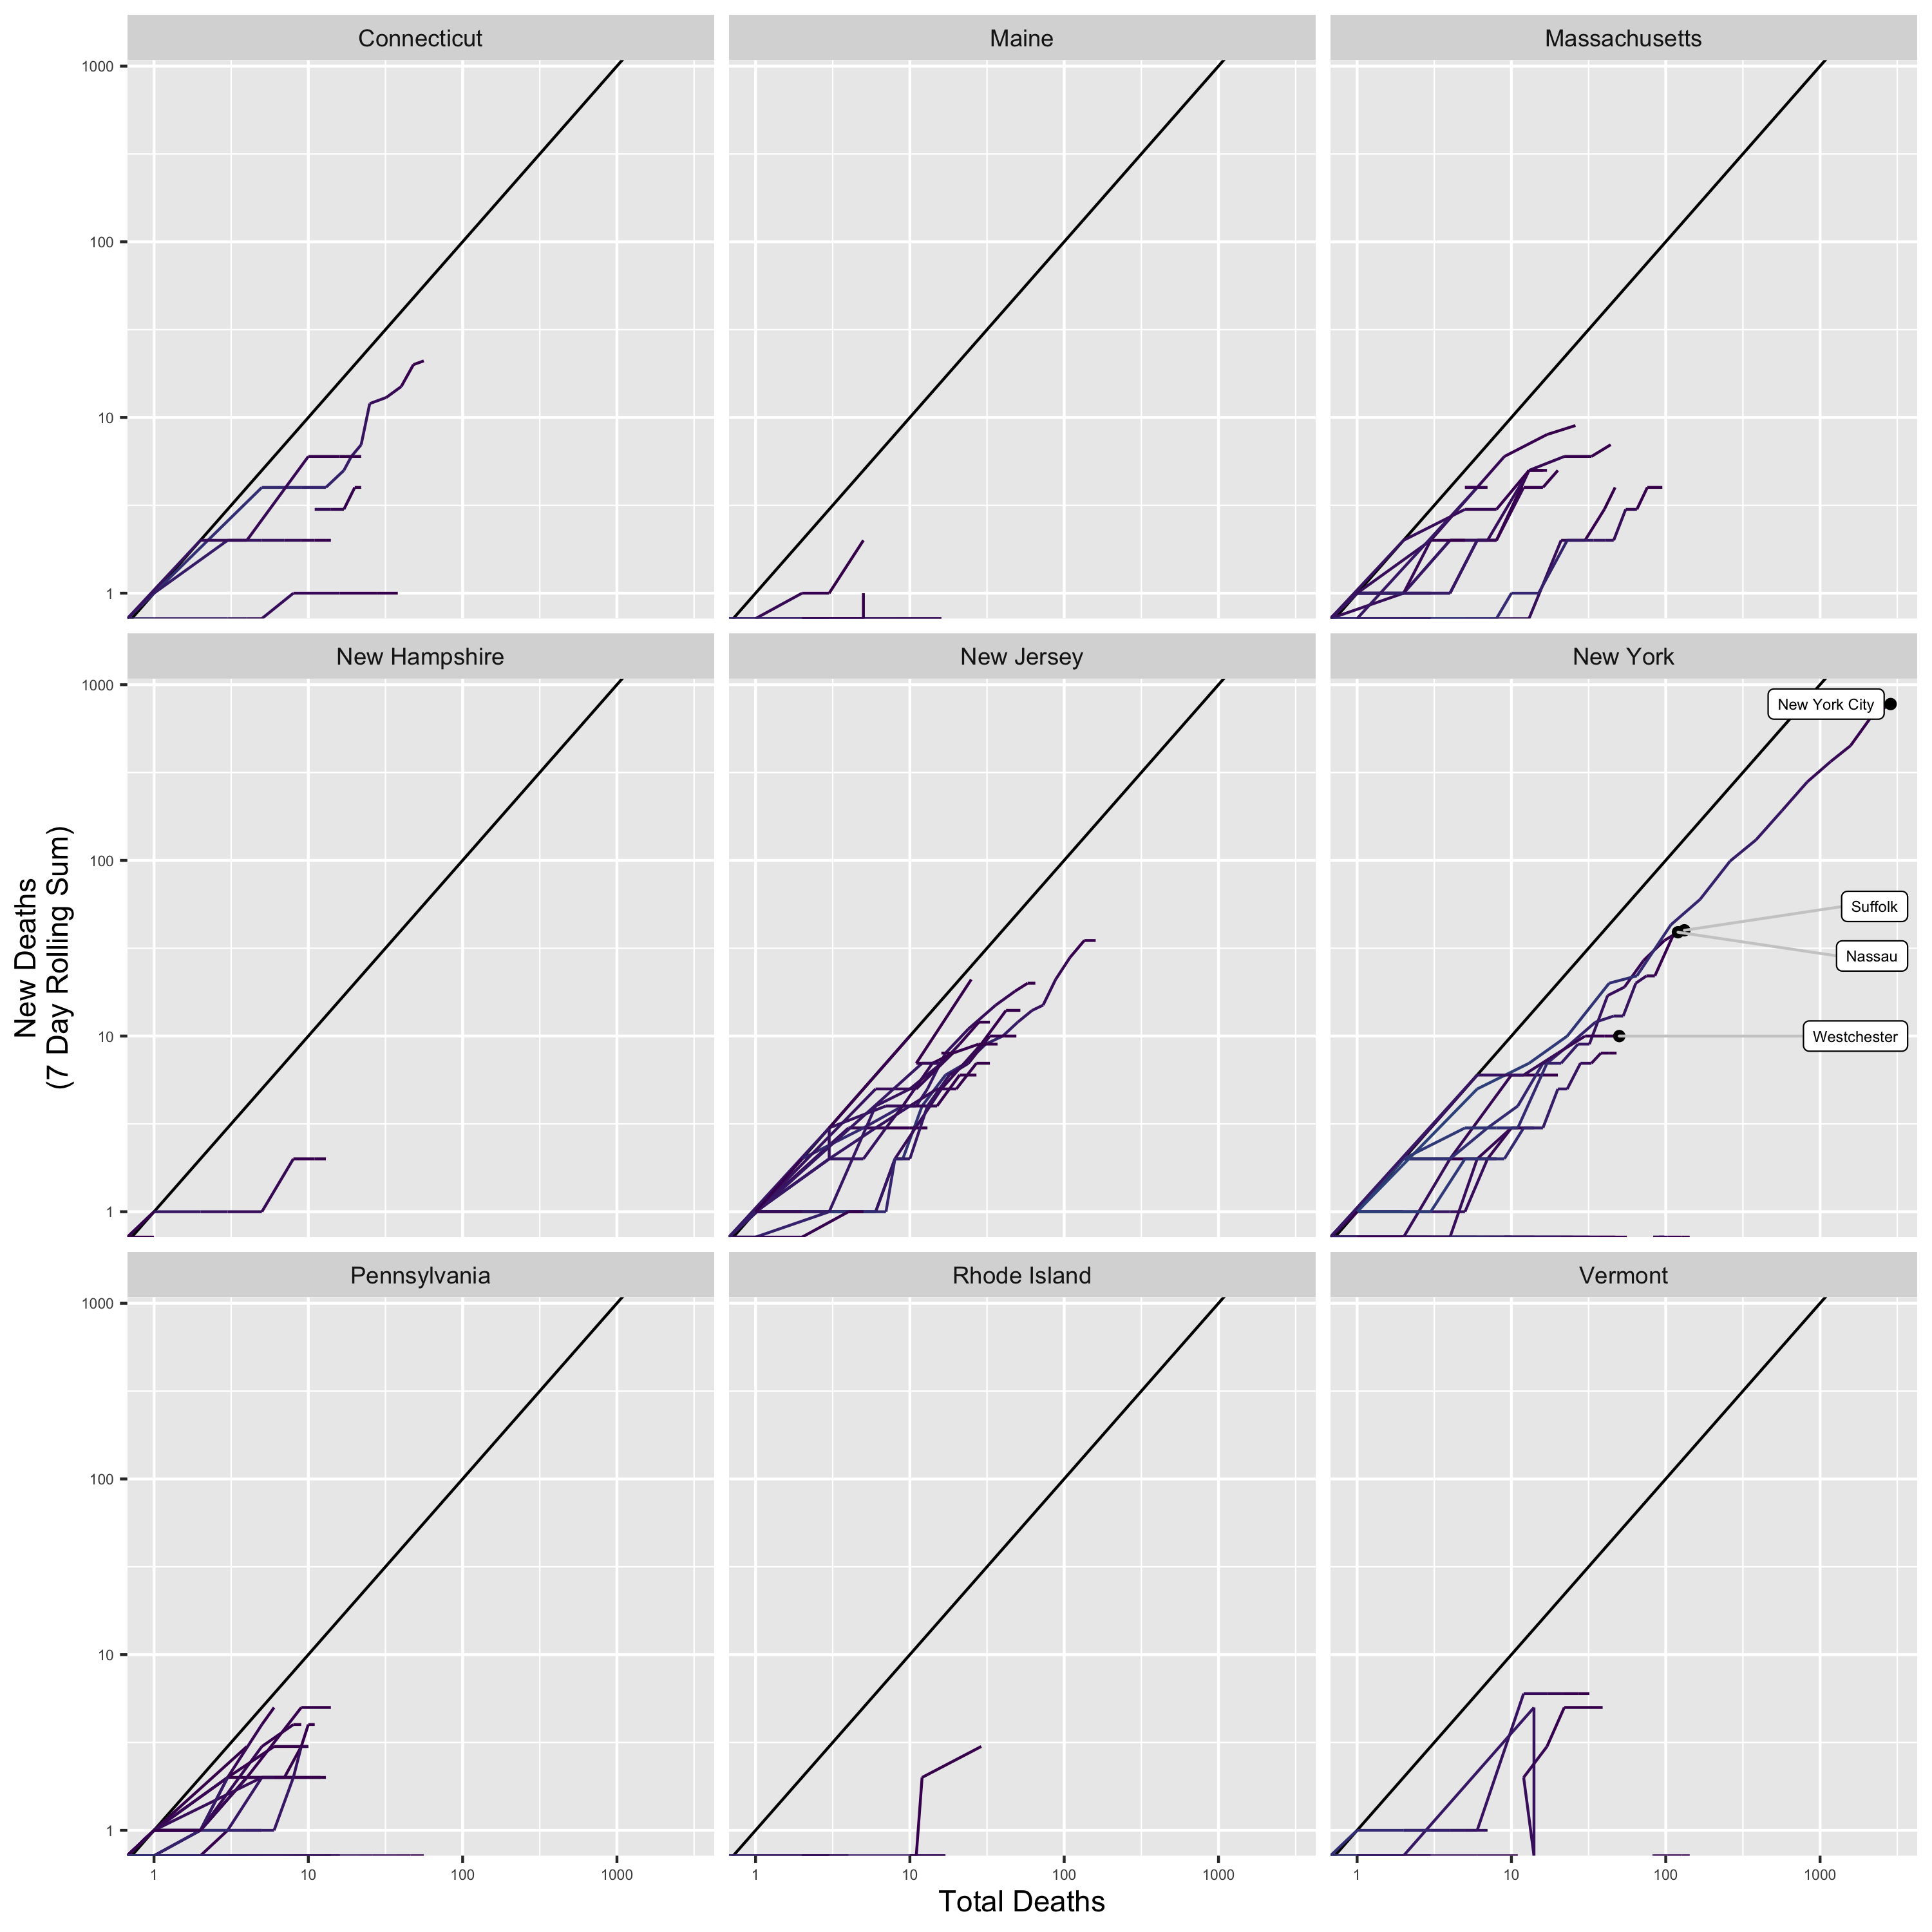 Connecticut
Maine
Massachusetts
1000
100
10
1
New Hampshire
New Jersey
New York
1000
100
10
1
New York City
Suffolk
Nassau
Westchester
New Deaths
(7 Day Rolling Sum)
Pennsylvania
Rhode Island
Vermont
1000
100
10
1
1 10 100 1000
1 10 100 1000
1 10 100 1000
Total Deaths